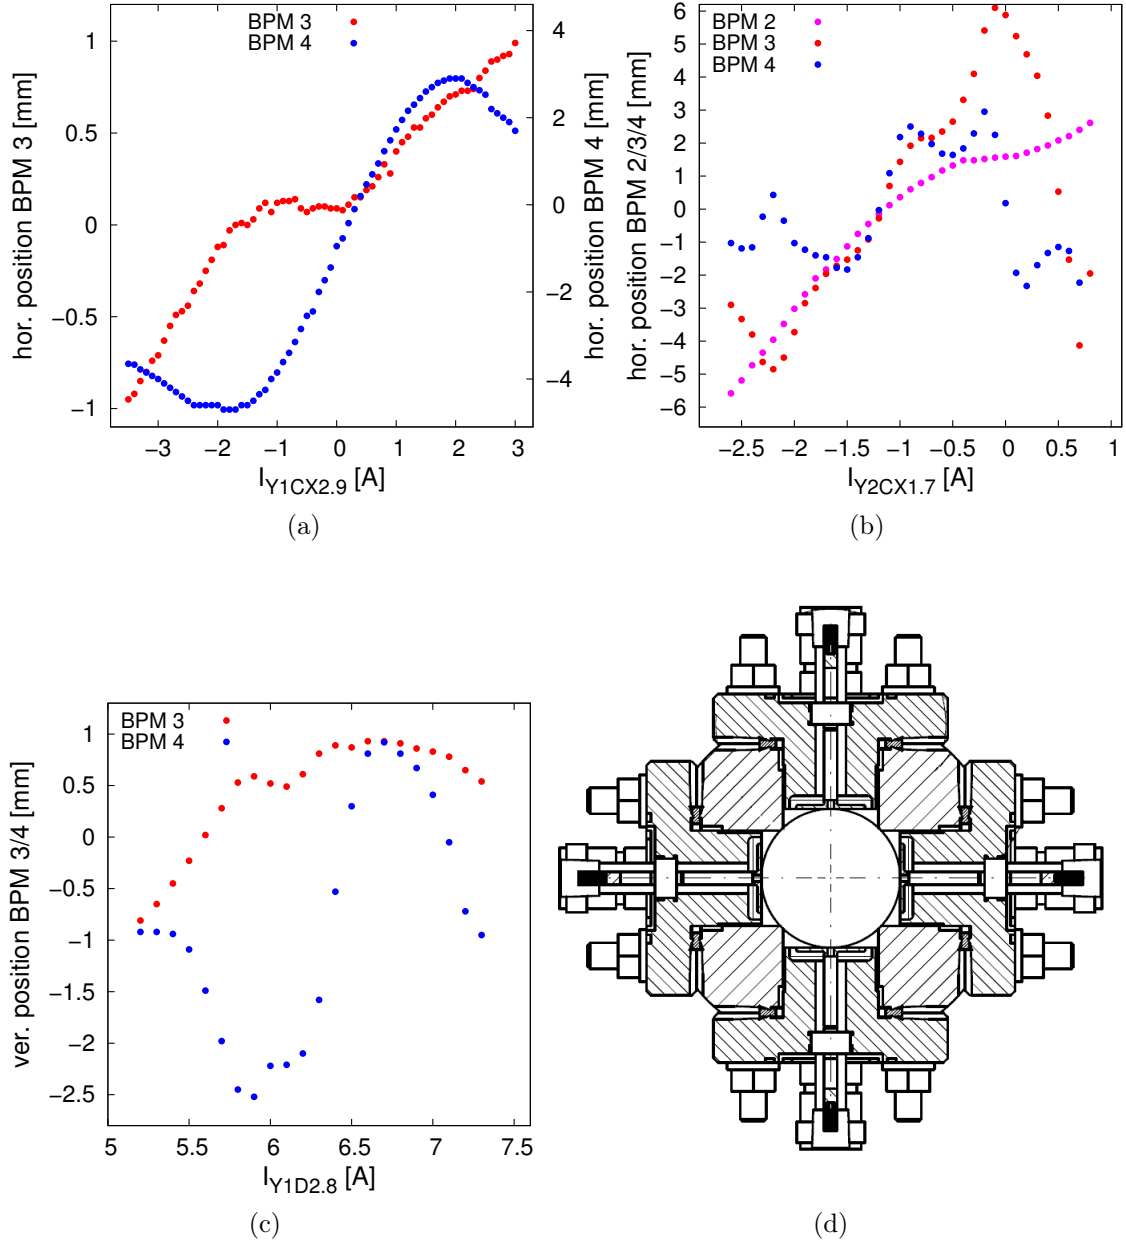 BPM 3
BPM 4
1
0.5
0
−0.5
−1
4
2
0
−2
−4
hor. position BPM 3 [mm]
hor. position BPM 4 [mm]
−3 −2 −1 0 1 2 3
I_Y1CX2.9 [A]
(a)
BPM 2
BPM 3
BPM 4
6
5
4
3
2
1
0
−1
−2
−3
−4
−5
−6
hor. position BPM 2/3/4 [mm]
−2.5 −2 −1.5 −1 −0.5 0 0.5 1
I_Y2CX1.7 [A]
(b)
BPM 3
BPM 4
1
0.5
0
−0.5
−1
−1.5
−2
−2.5
ver. position BPM 3/4 [mm]
5 5.5 6 6.5 7 7.5
I_Y1D2.8 [A]
(c)
(d)